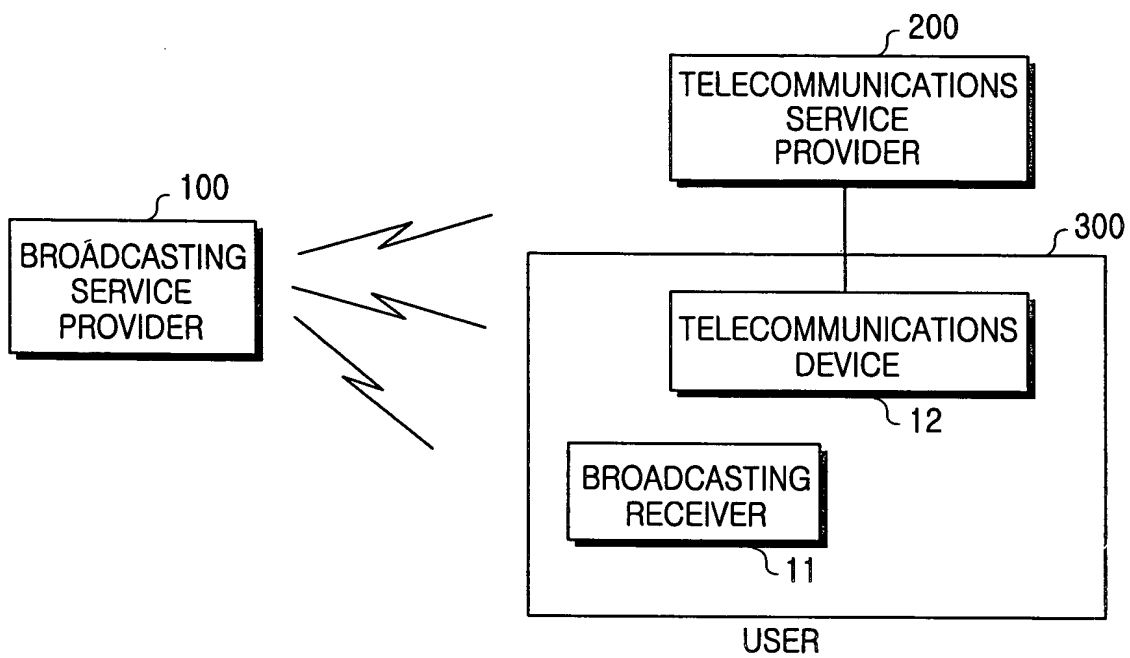 200
TELECOMMUNICATIONS
SERVICE
PROVIDER
100
BROADCASTING
SERVICE
PROVIDER
300
TELECOMMUNICATIONS
DEVICE
12
BROADCASTING
RECEIVER
11
USER